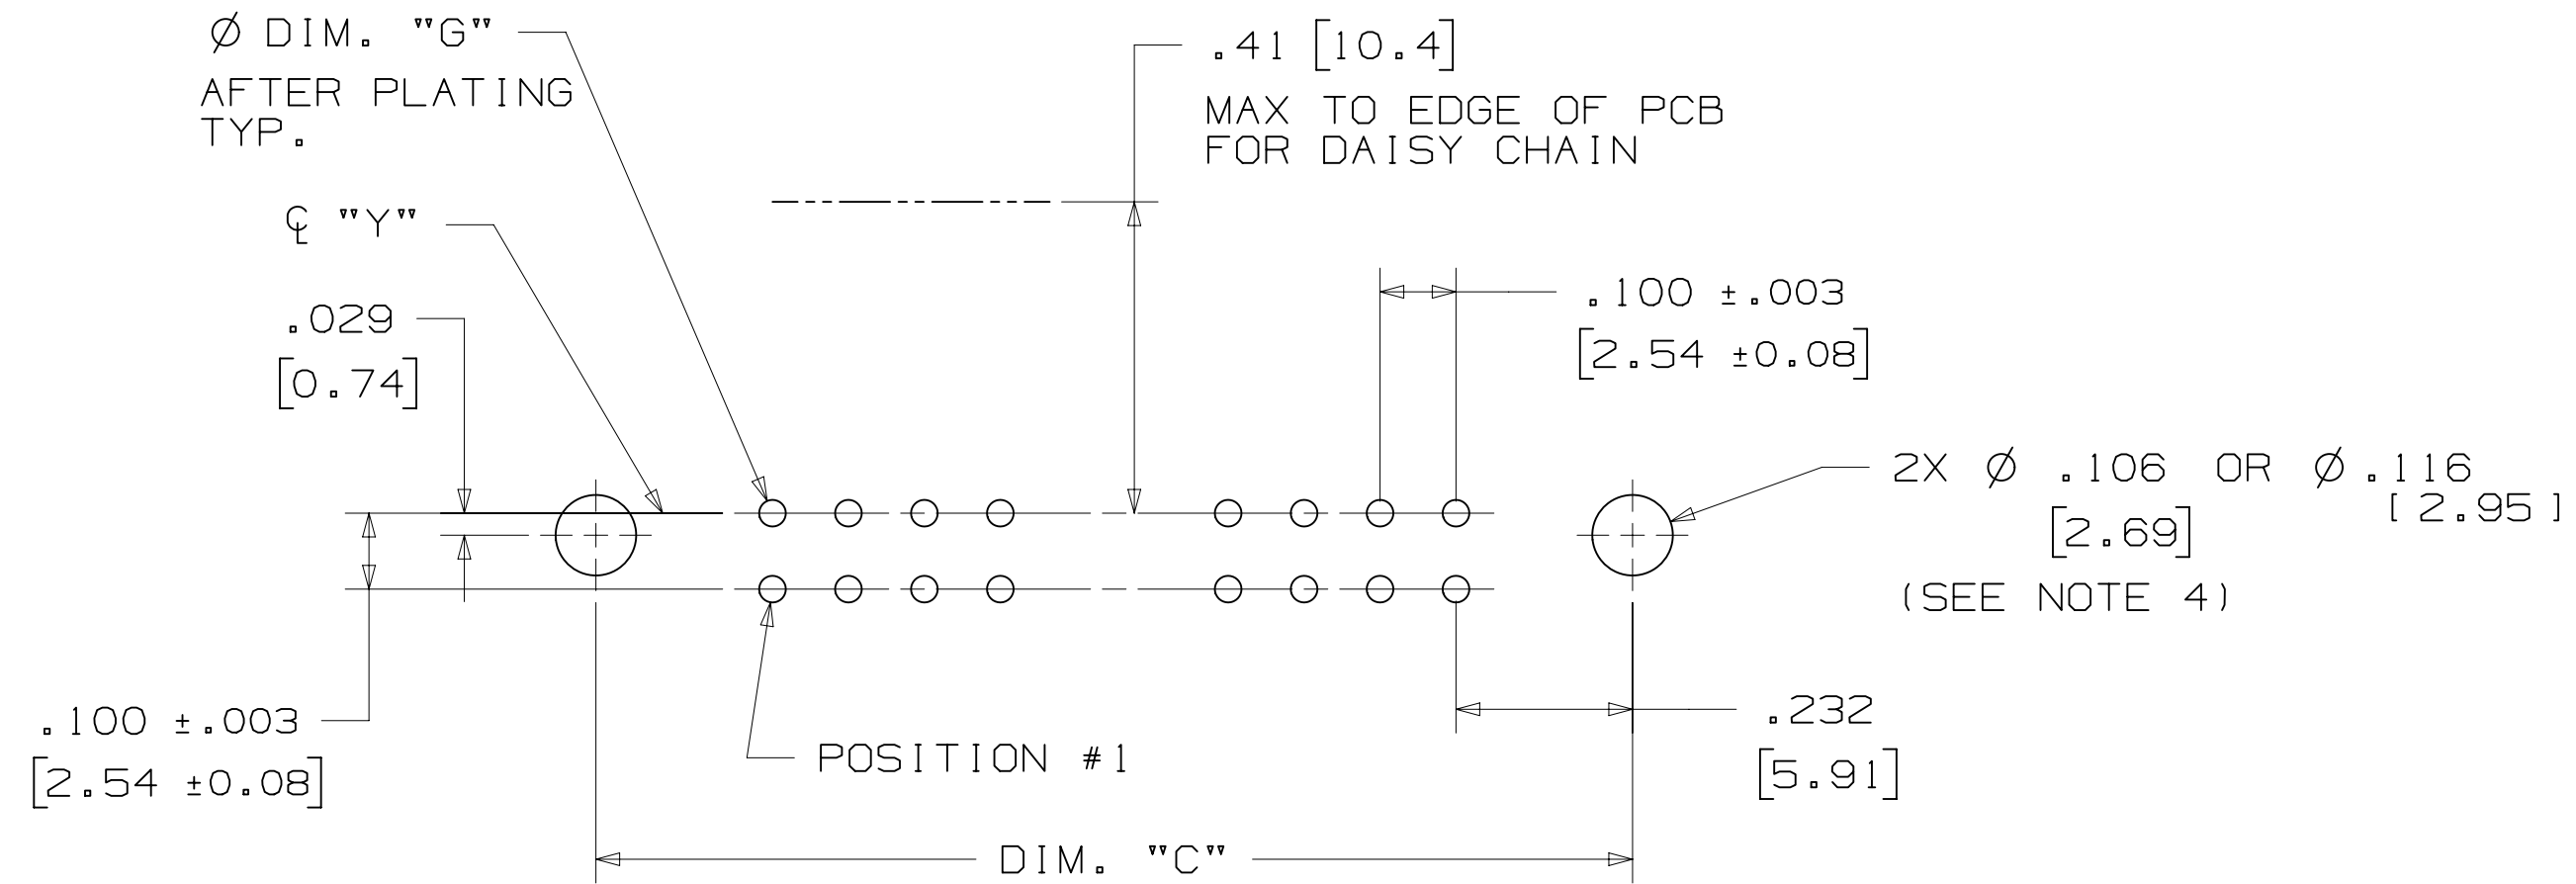 Ø DIM. "G"
AFTER PLATING
TYP.
.41 [10.4]
MAX TO EDGE OF PCB
FOR DAISY CHAIN
℄ "Y"
.029
[0.74]
.100 ±.003
[2.54 ±0.08]
2X Ø .106 OR Ø .116
[2.69] [2.95]
(SEE NOTE 4)
.100 ±.003
[2.54 ±0.08]
POSITION #1
.232
[5.91]
DIM. "C"